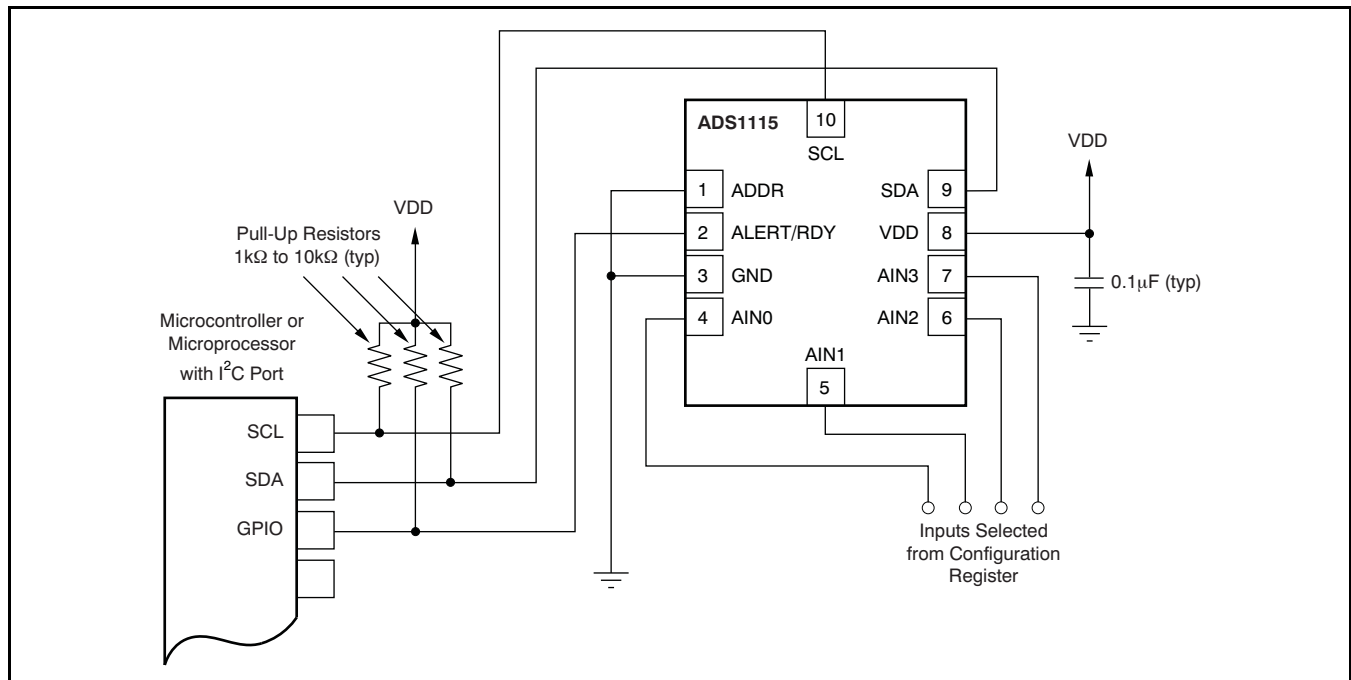 ADS1115
10
SCL
1 ADDR
2 ALERT/RDY
3 GND
4 AIN0
AIN1
5
SDA 9
VDD 8
AIN3 7
AIN2 6
VDD
0.1μF (typ)
VDD
Pull-Up Resistors
1kΩ to 10kΩ (typ)
Microcontroller or
Microprocessor
with I²C Port
SCL
SDA
GPIO
Inputs Selected
from Configuration
Register